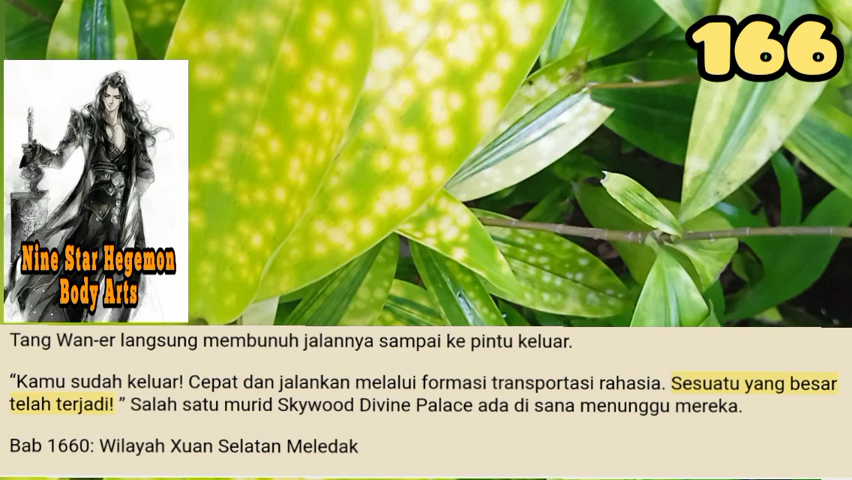 166
Nine Star Hegemon
Body Arts
Tang Wan-er langsung membunuh jalannya sampai ke pintu keluar.
“Kamu sudah keluar! Cepat dan jalankan melalui formasi transportasi rahasia. Sesuatu yang besar
telah terjadi! ” Salah satu murid Skywood Divine Palace ada di sana menunggu mereka.
Bab 1660: Wilayah Xuan Selatan Meledak